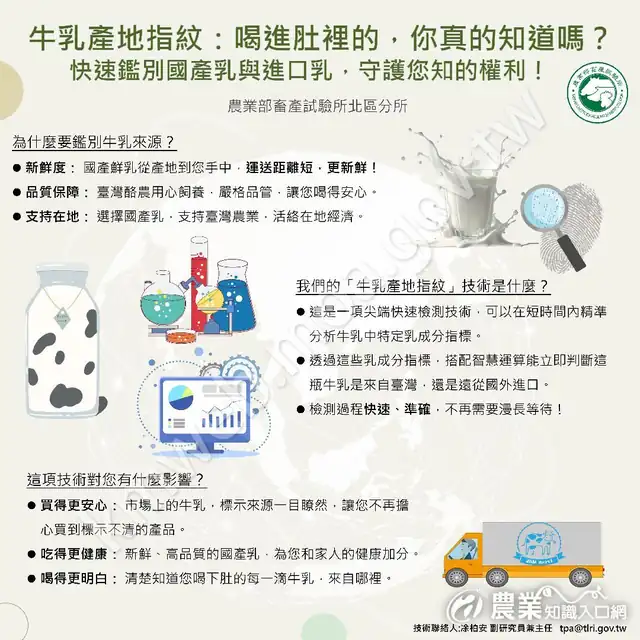 牛乳產地指紋：喝進肚裡的，你真的知道嗎？
快速鑑別國產乳與進口乳，守護您知的權利！
農業部畜產試驗所北區分所
為什麼要鑑別牛乳來源？
● 新鮮度： 國產鮮乳從產地到您手中，運送距離短，更新鮮！
● 品質保障： 臺灣酪農用心飼養，嚴格品管，讓您喝得安心。
● 支持在地： 選擇國產乳，支持臺灣農業，活絡在地經濟。
我們的「牛乳產地指紋」技術是什麼？
● 這是一項尖端快速檢測技術，可以在短時間內精準
分析牛乳中特定乳成分指標。
● 透過這些乳成分指標，搭配智慧運算能立即判斷這
瓶牛乳是來自臺灣，還是遠從國外進口。
● 檢測過程快速、準確，不再需要漫長等待！
這項技術對您有什麼影響？
● 買得更安心： 市場上的牛乳，標示來源一目瞭然，讓您不再擔
心買到標示不清的產品。
● 吃得更健康： 新鮮、高品質的國產乳，為您和家人的健康加分。
● 喝得更明白： 清楚知道您喝下肚的每一滴牛乳，來自哪裡。
農業知識入口網
技術聯絡人:凃柏安 副研究員兼主任 tpa@tlri.gov.tw